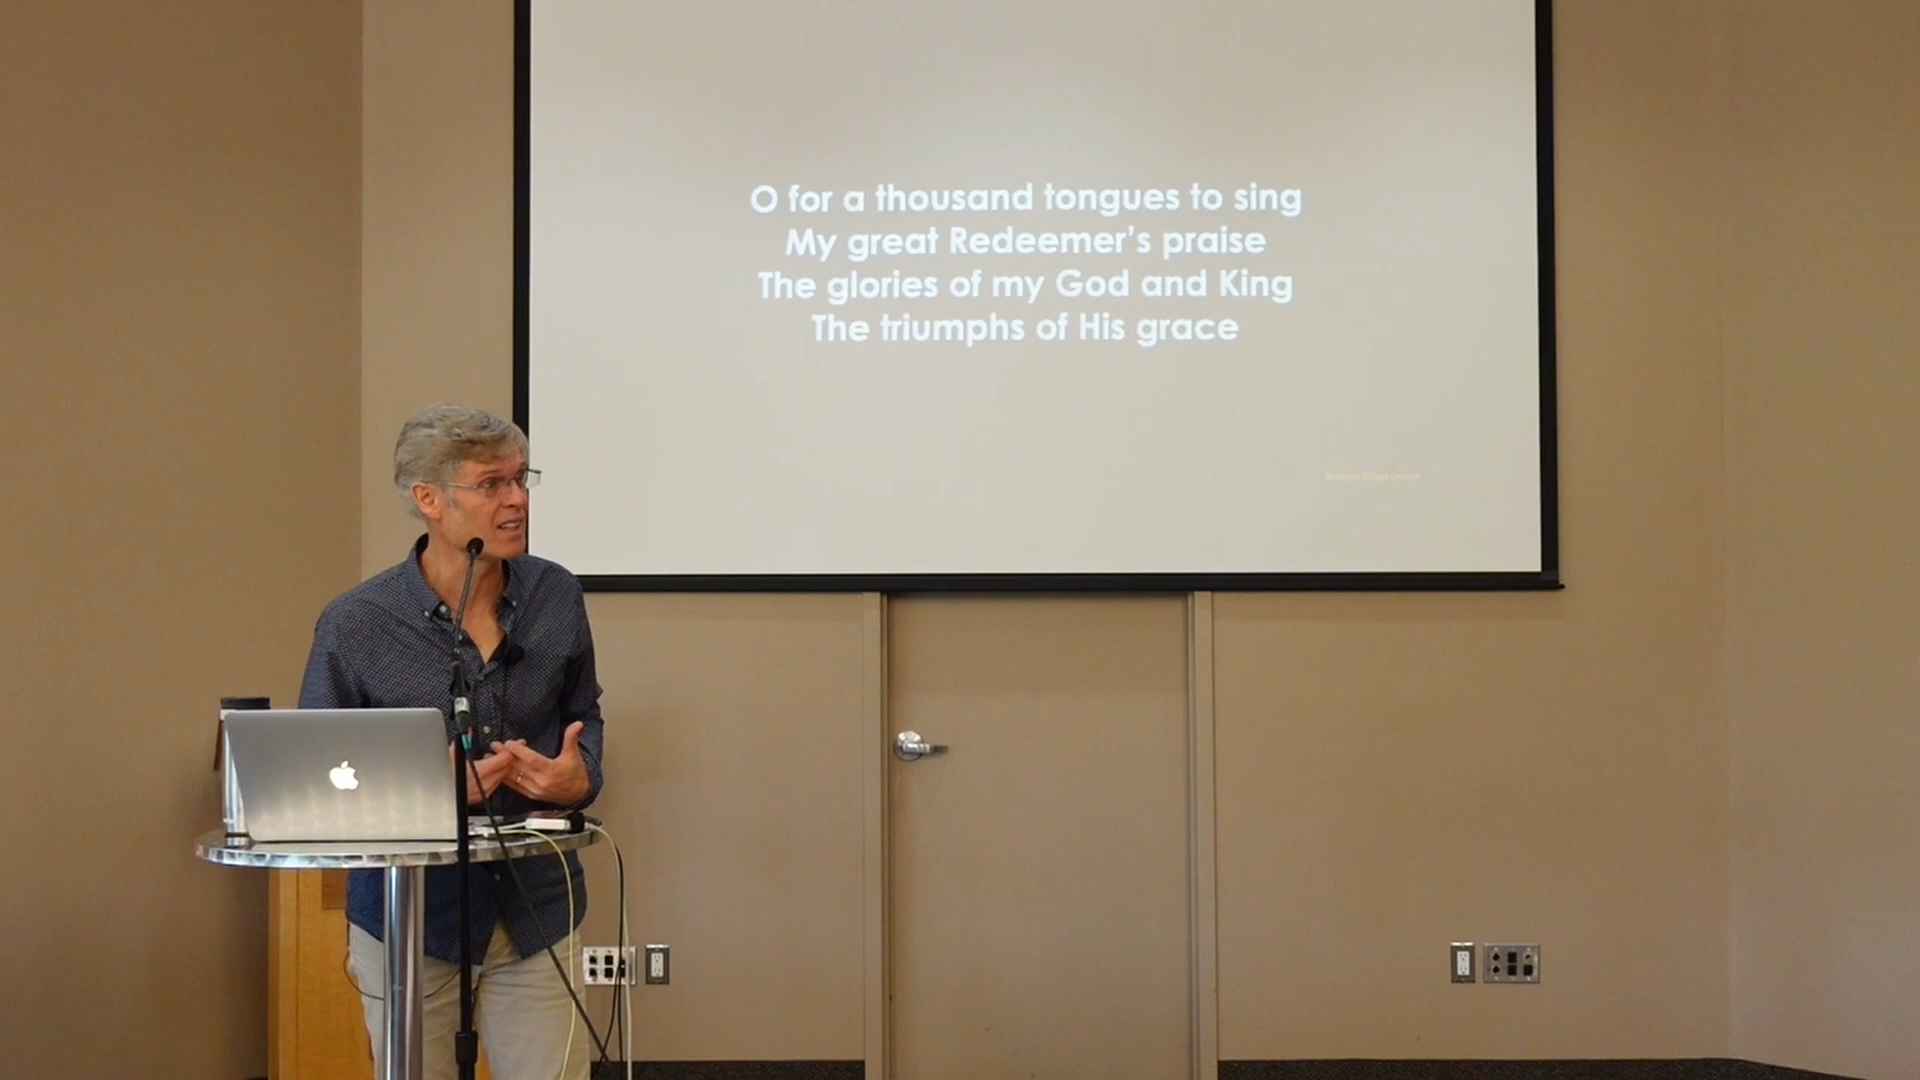 O for a thousand tongues to sing
My great Redeemer's praise
The glories of my God and King
The triumphs of His grace